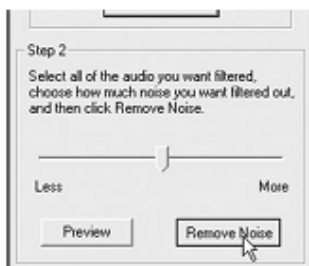 Step 2
Select all of the audio you want filtered,
choose how much noise you want filtered out,
and then click Remove Noise.
Less More
Preview Remove Noise